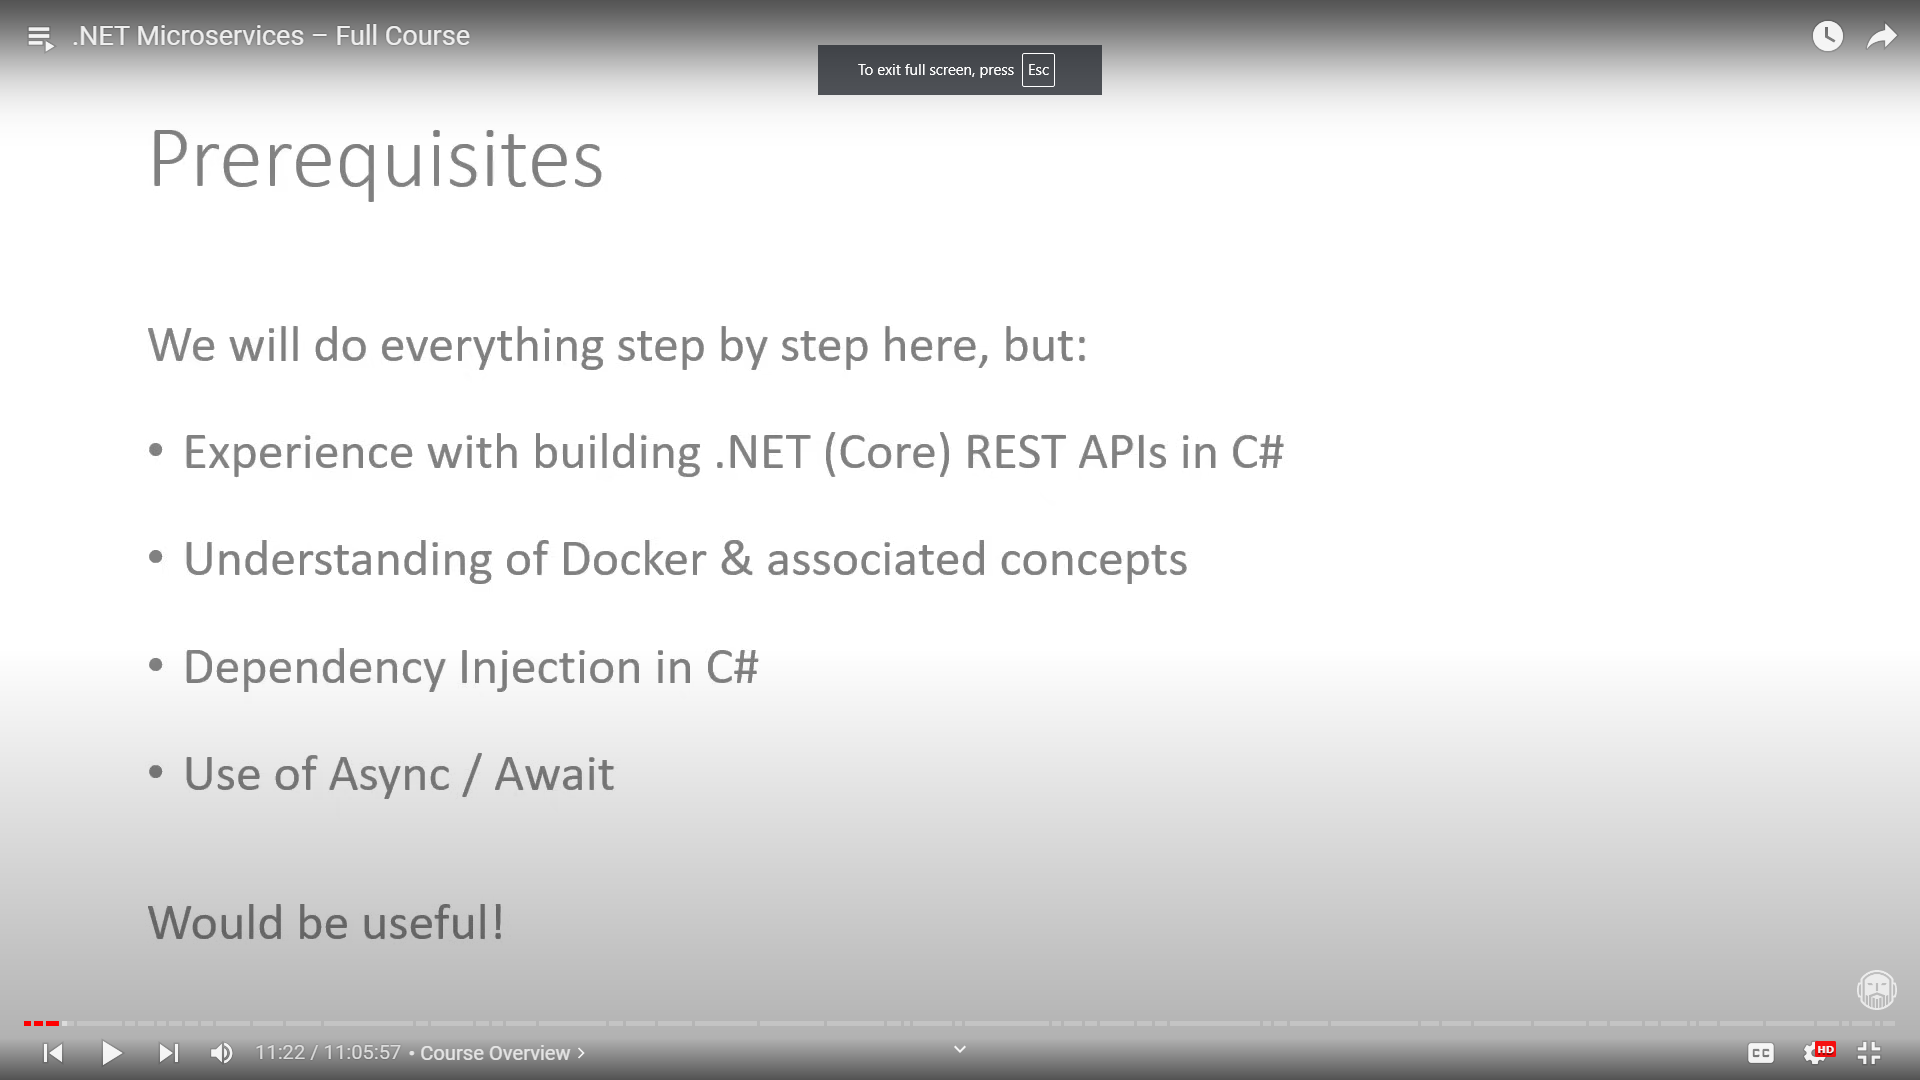 .NET Microservices – Full Course
To exit full screen, press Esc
Prerequisites
We will do everything step by step here, but:
• Experience with building .NET (Core) REST APIs in C#
• Understanding of Docker & associated concepts
• Dependency Injection in C#
• Use of Async / Await
Would be useful!
11:22 / 11:05:57 • Course Overview >
CC
HD